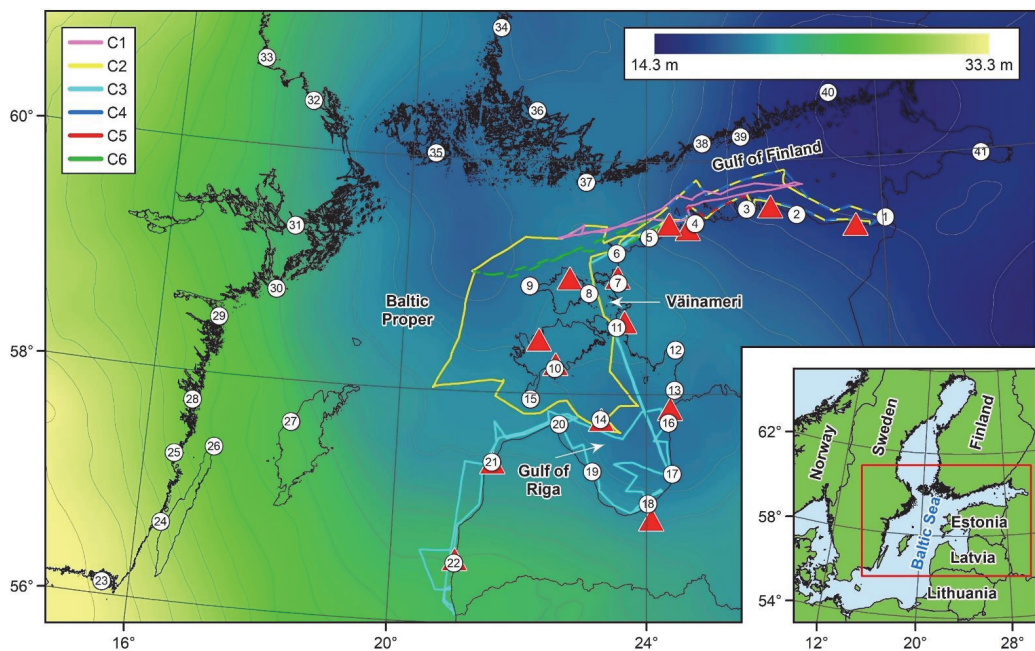 C1
C2
C3
C4
C5
C6
14.3 m
33.3 m
60°
58°
56°
16°
20°
24°
34
33
32
36
35
37
38
39
40
41
Gulf of Finland
31
30
29
28
27
26
25
24
23
1
2
3
4
5
6
7
8
9
10
11
12
13
14
15
16
17
18
19
20
21
22
Baltic
Proper
Väinameri
Gulf of
Riga
62°
58°
56°
54°
12°
20°
28°
Norway
Sweden
Finland
Baltic Sea
Estonia
Latvia
Lithuania